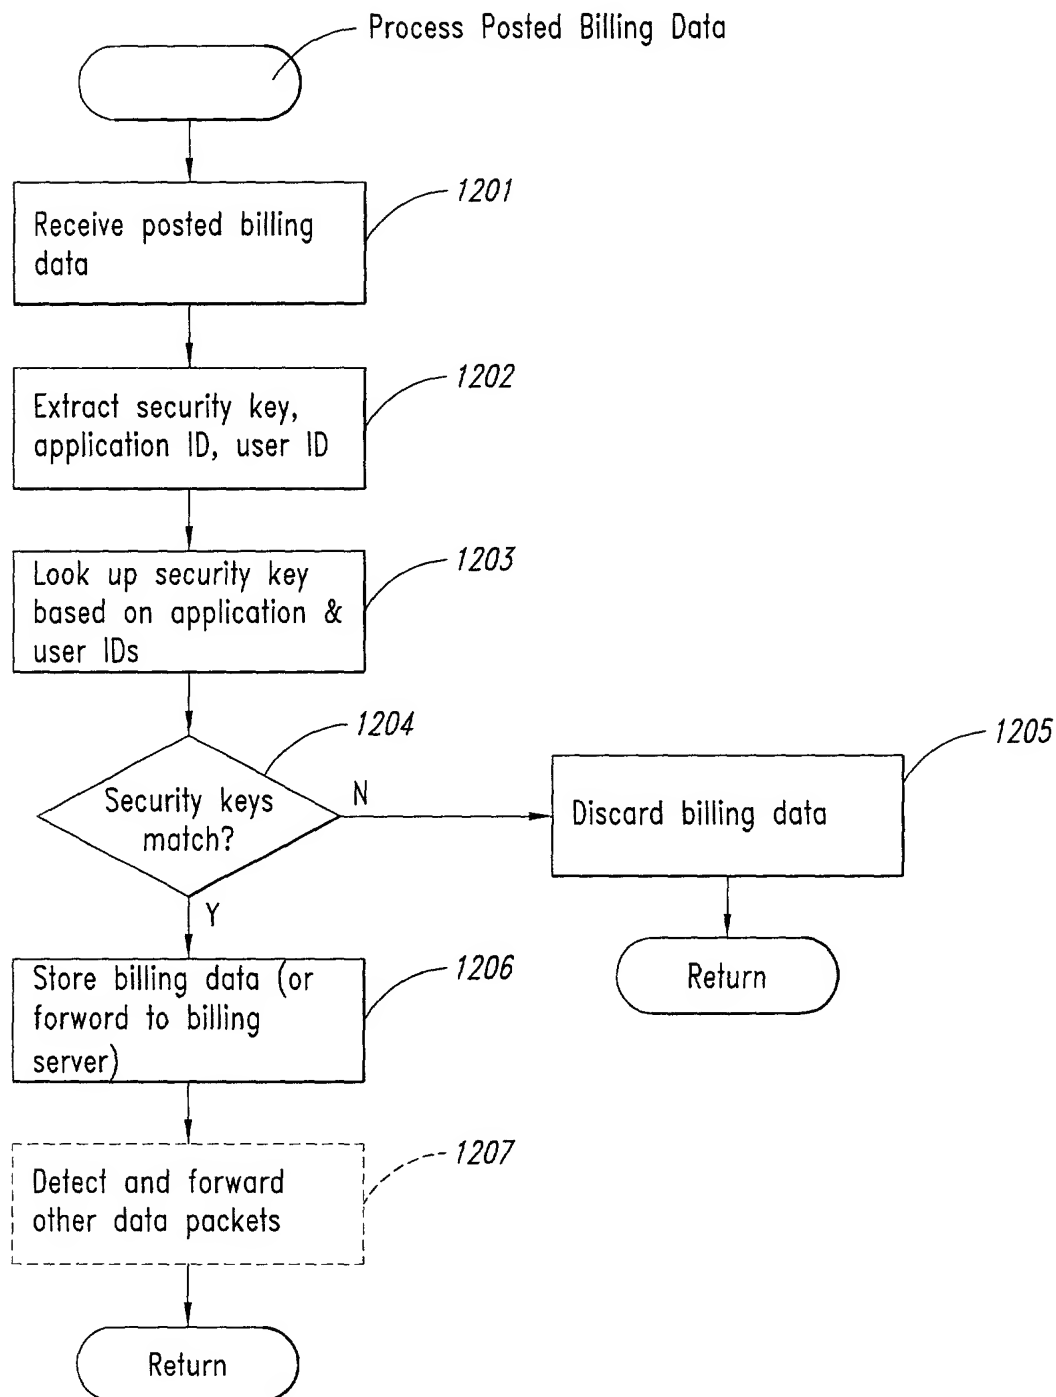 Process Posted Billing Data
1201
Receive posted billing
data
1202
Extract security key,
application ID, user ID
1203
Look up security key
based on application &
user IDs
1204
Security keys
match?
N
1205
Discard billing data
Return
Y
1206
Store billing data (or
forword to billing
server)
1207
Detect and forward
other data packets
Return